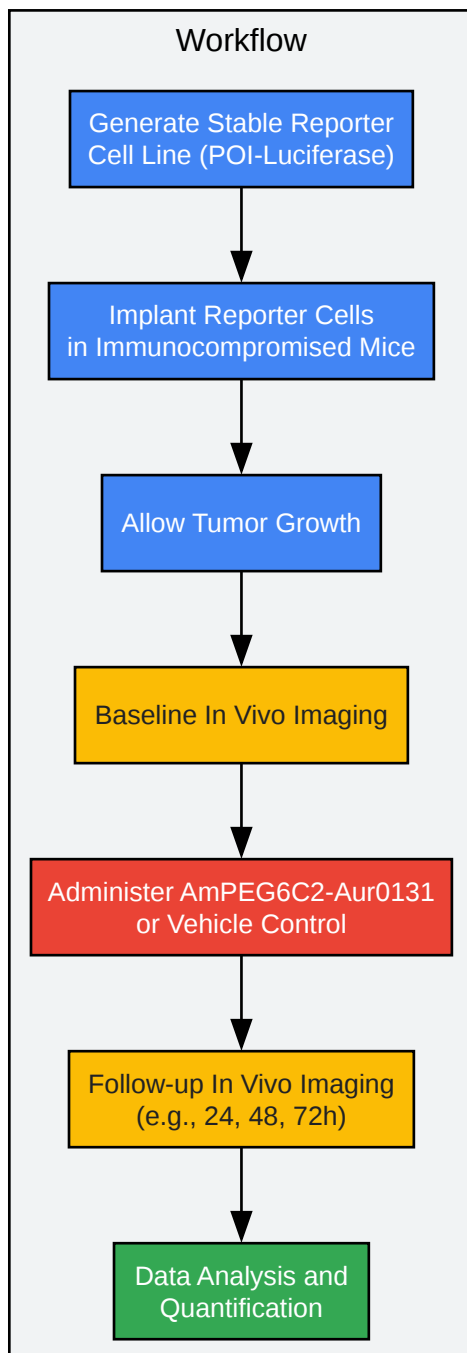 Workflow
Generate Stable Reporter
Cell Line (POI-Luciferase)
Implant Reporter Cells
in Immunocompromised Mice
Allow Tumor Growth
Baseline In Vivo Imaging
Administer AmPEG6C2-Aur0131
or Vehicle Control
Follow-up In Vivo Imaging
(e.g., 24, 48, 72h)
Data Analysis and
Quantification